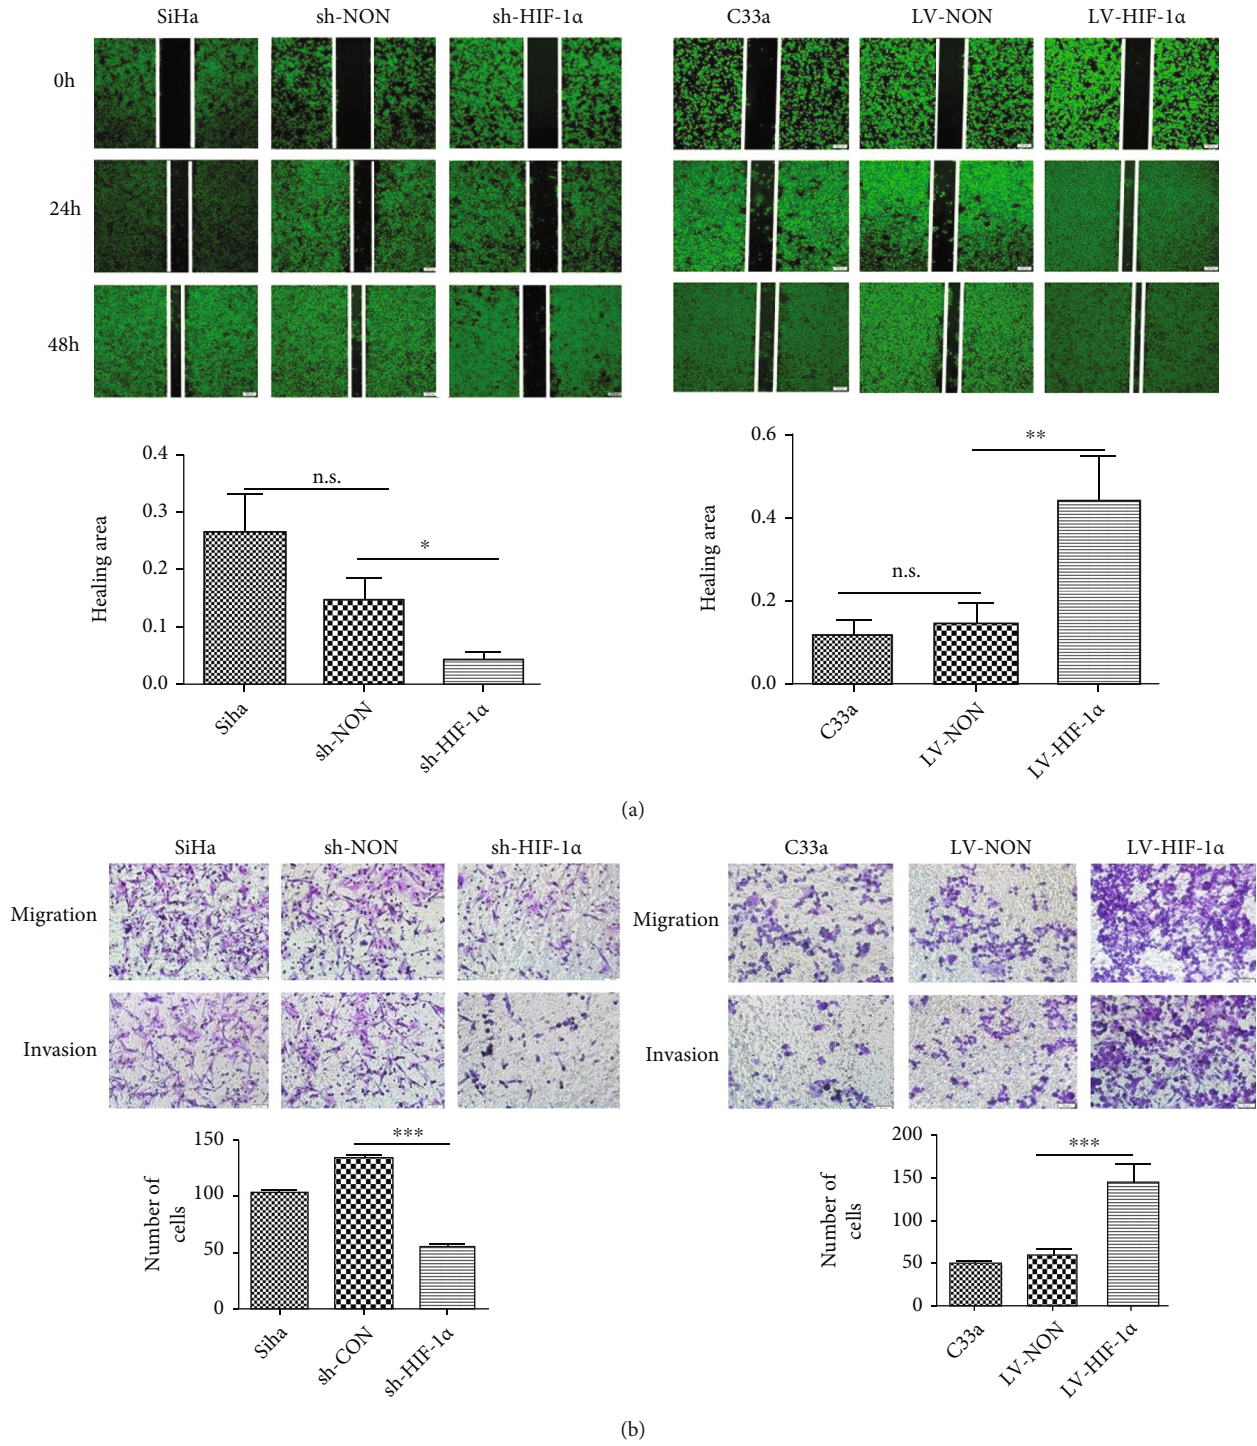 SiHa sh-NON sh-HIF-1α C33a LV-NON LV-HIF-1α
0h
24h
48h
0.4
0.3
0.2
0.1
0.0
Healing area
n.s.
*
Siha
sh-NON
sh-HIF-1α
0.6
0.4
0.2
0.0
Healing area
n.s.
**
C33a
LV-NON
LV-HIF-1α
(a)
SiHa sh-NON sh-HIF-1α C33a LV-NON LV-HIF-1α
Migration Migration
Invasion Invasion
150
100
50
0
Number of
cells
***
Siha
sh-CON
sh-HIF-1α
200
150
100
50
0
Number of
cells
***
C33a
LV-NON
LV-HIF-1α
(b)